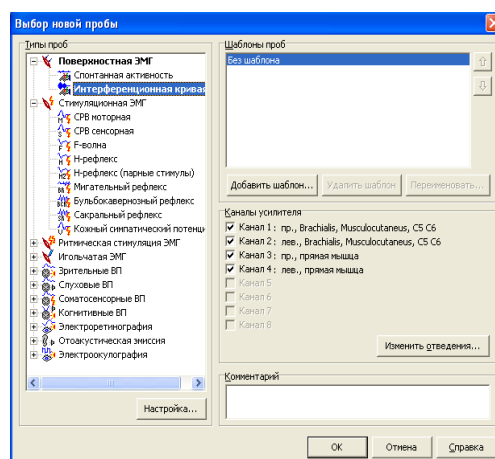 Выбор новой пробы
Типы проб
Поверхностная ЭМГ
Спонтанная активность
Интерференционная кривая
Стимуляционная ЭМГ
СРВ моторная
СРВ сенсорная
F-волна
H-рефлекс
H-рефлекс (парные стимулы)
Мигательный рефлекс
Бульбокавернозный рефлекс
Сакральный рефлекс
Кожный симпатический потенци
Ритмическая стимуляция ЭМГ
Игольчатая ЭМГ
Зрительные ВП
Слуховые ВП
Соматосенсорные ВП
Когнитивные ВП
Электроретинография
Отоакустическая эмиссия
Электроокулография
Настройка...
Шаблоны проб
Без шаблона
Добавить шаблон...
Удалить шаблон
Переименовать...
Каналы усилителя
Канал 1 : пр., Brachialis, Musculocutaneus, C5 C6
Канал 2 : лев., Brachialis, Musculocutaneus, C5 C6
Канал 3 : пр., прямая мышца
Канал 4 : лев., прямая мышца
Канал 5
Канал 6
Канал 7
Канал 8
Изменить отведения...
Комментарий
OK
Отмена
Справка